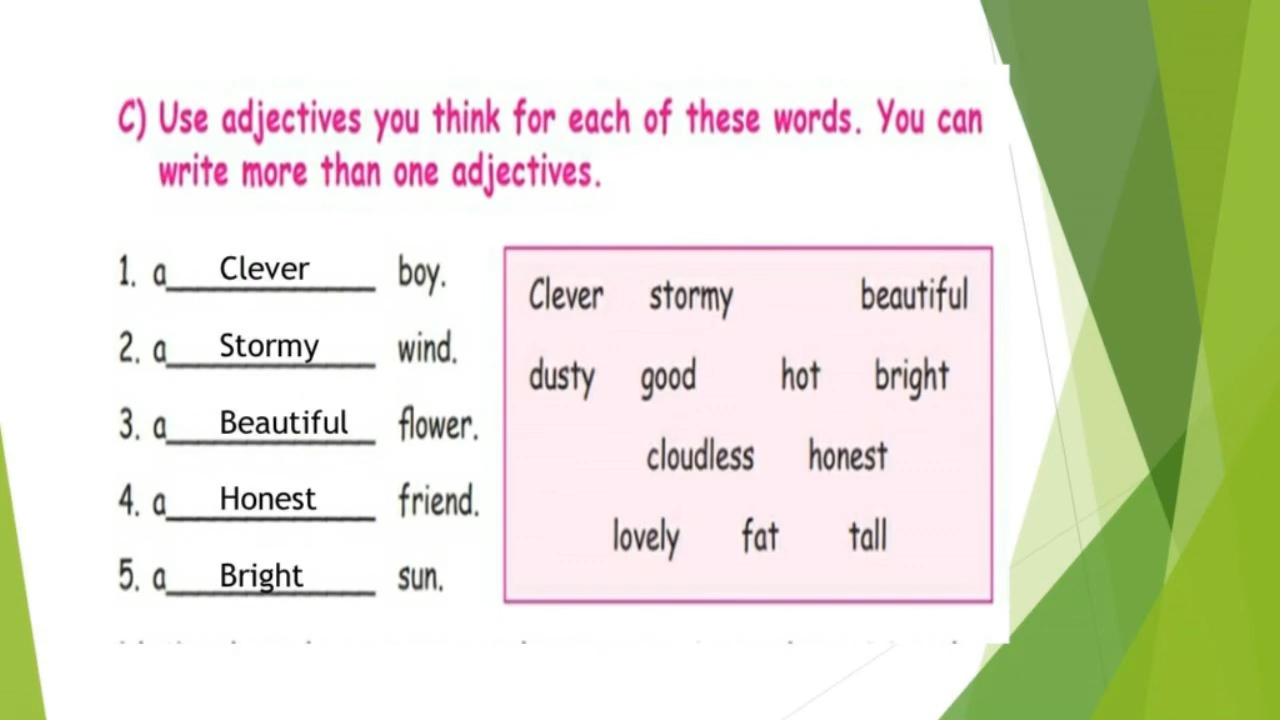 C) Use adjectives you think for each of these words. You can
write more than one adjectives.
1. a Clever boy.
2. a Stormy wind.
3. a Beautiful flower.
4. a Honest friend.
5. a Bright sun.
Clever stormy beautiful
dusty good hot bright
cloudless honest
lovely fat tall